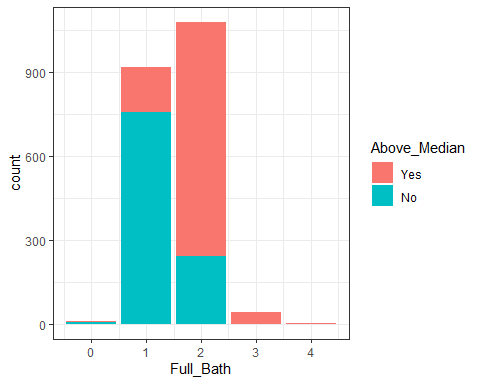 900
600
300
0
count
0 1 2 3 4
Full_Bath
Above_Median
Yes
No